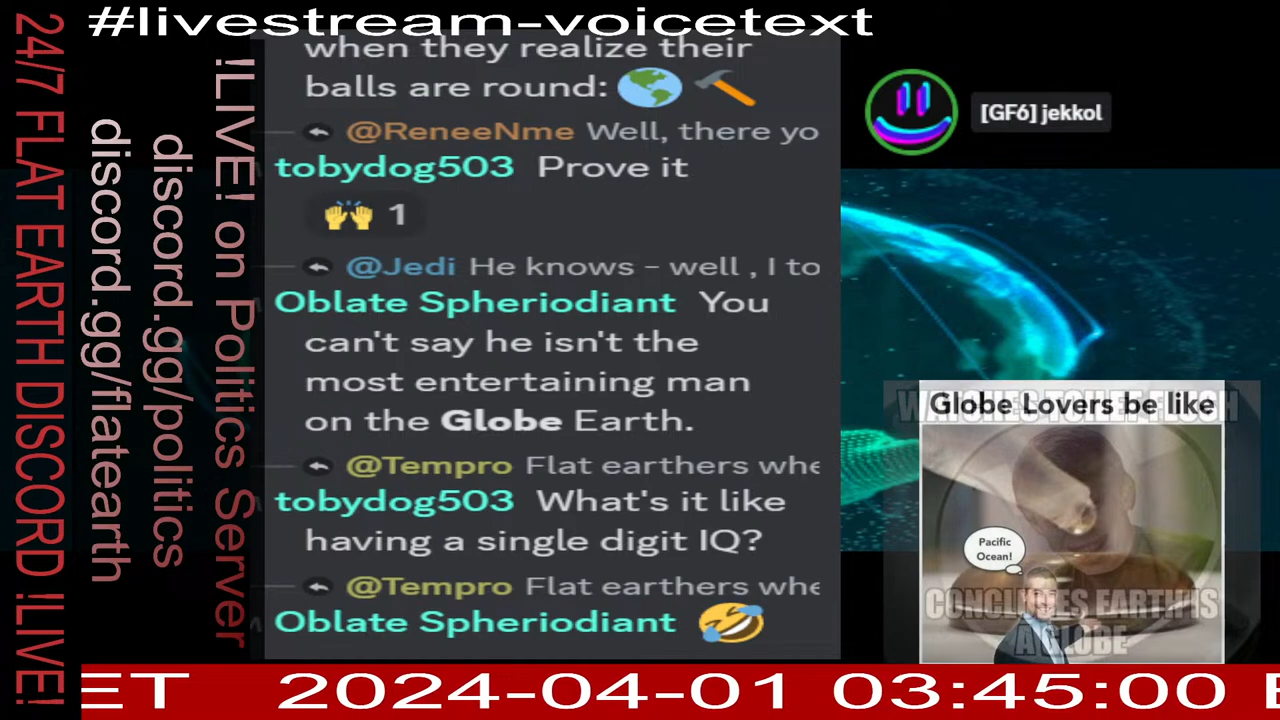 #livestream-voicetext
24/7 FLAT EARTH DISCORD !LIVE!
discord.gg/flatearth
discord.gg/politics
!LIVE! on Politics Server
when they realize their
balls are round: 🌎 🔨
@ReneeNme Well, there yo
tobydog503 Prove it
🙌 1
@Jedi He knows - well , I to
Oblate Spheriodiant You
can't say he isn't the
most entertaining man
on the Globe Earth.
@Tempro Flat earthers whe
tobydog503 What's it like
having a single digit IQ?
@Tempro Flat earthers whe
Oblate Spheriodiant 🤣
[GF6] jekkol
WATCHES TOILET FLUSH
Globe Lovers be like
Pacific
Ocean!
CONCLUDES EARTH IS
A GLOBE
ET 2024-04-01 03:45:00 E